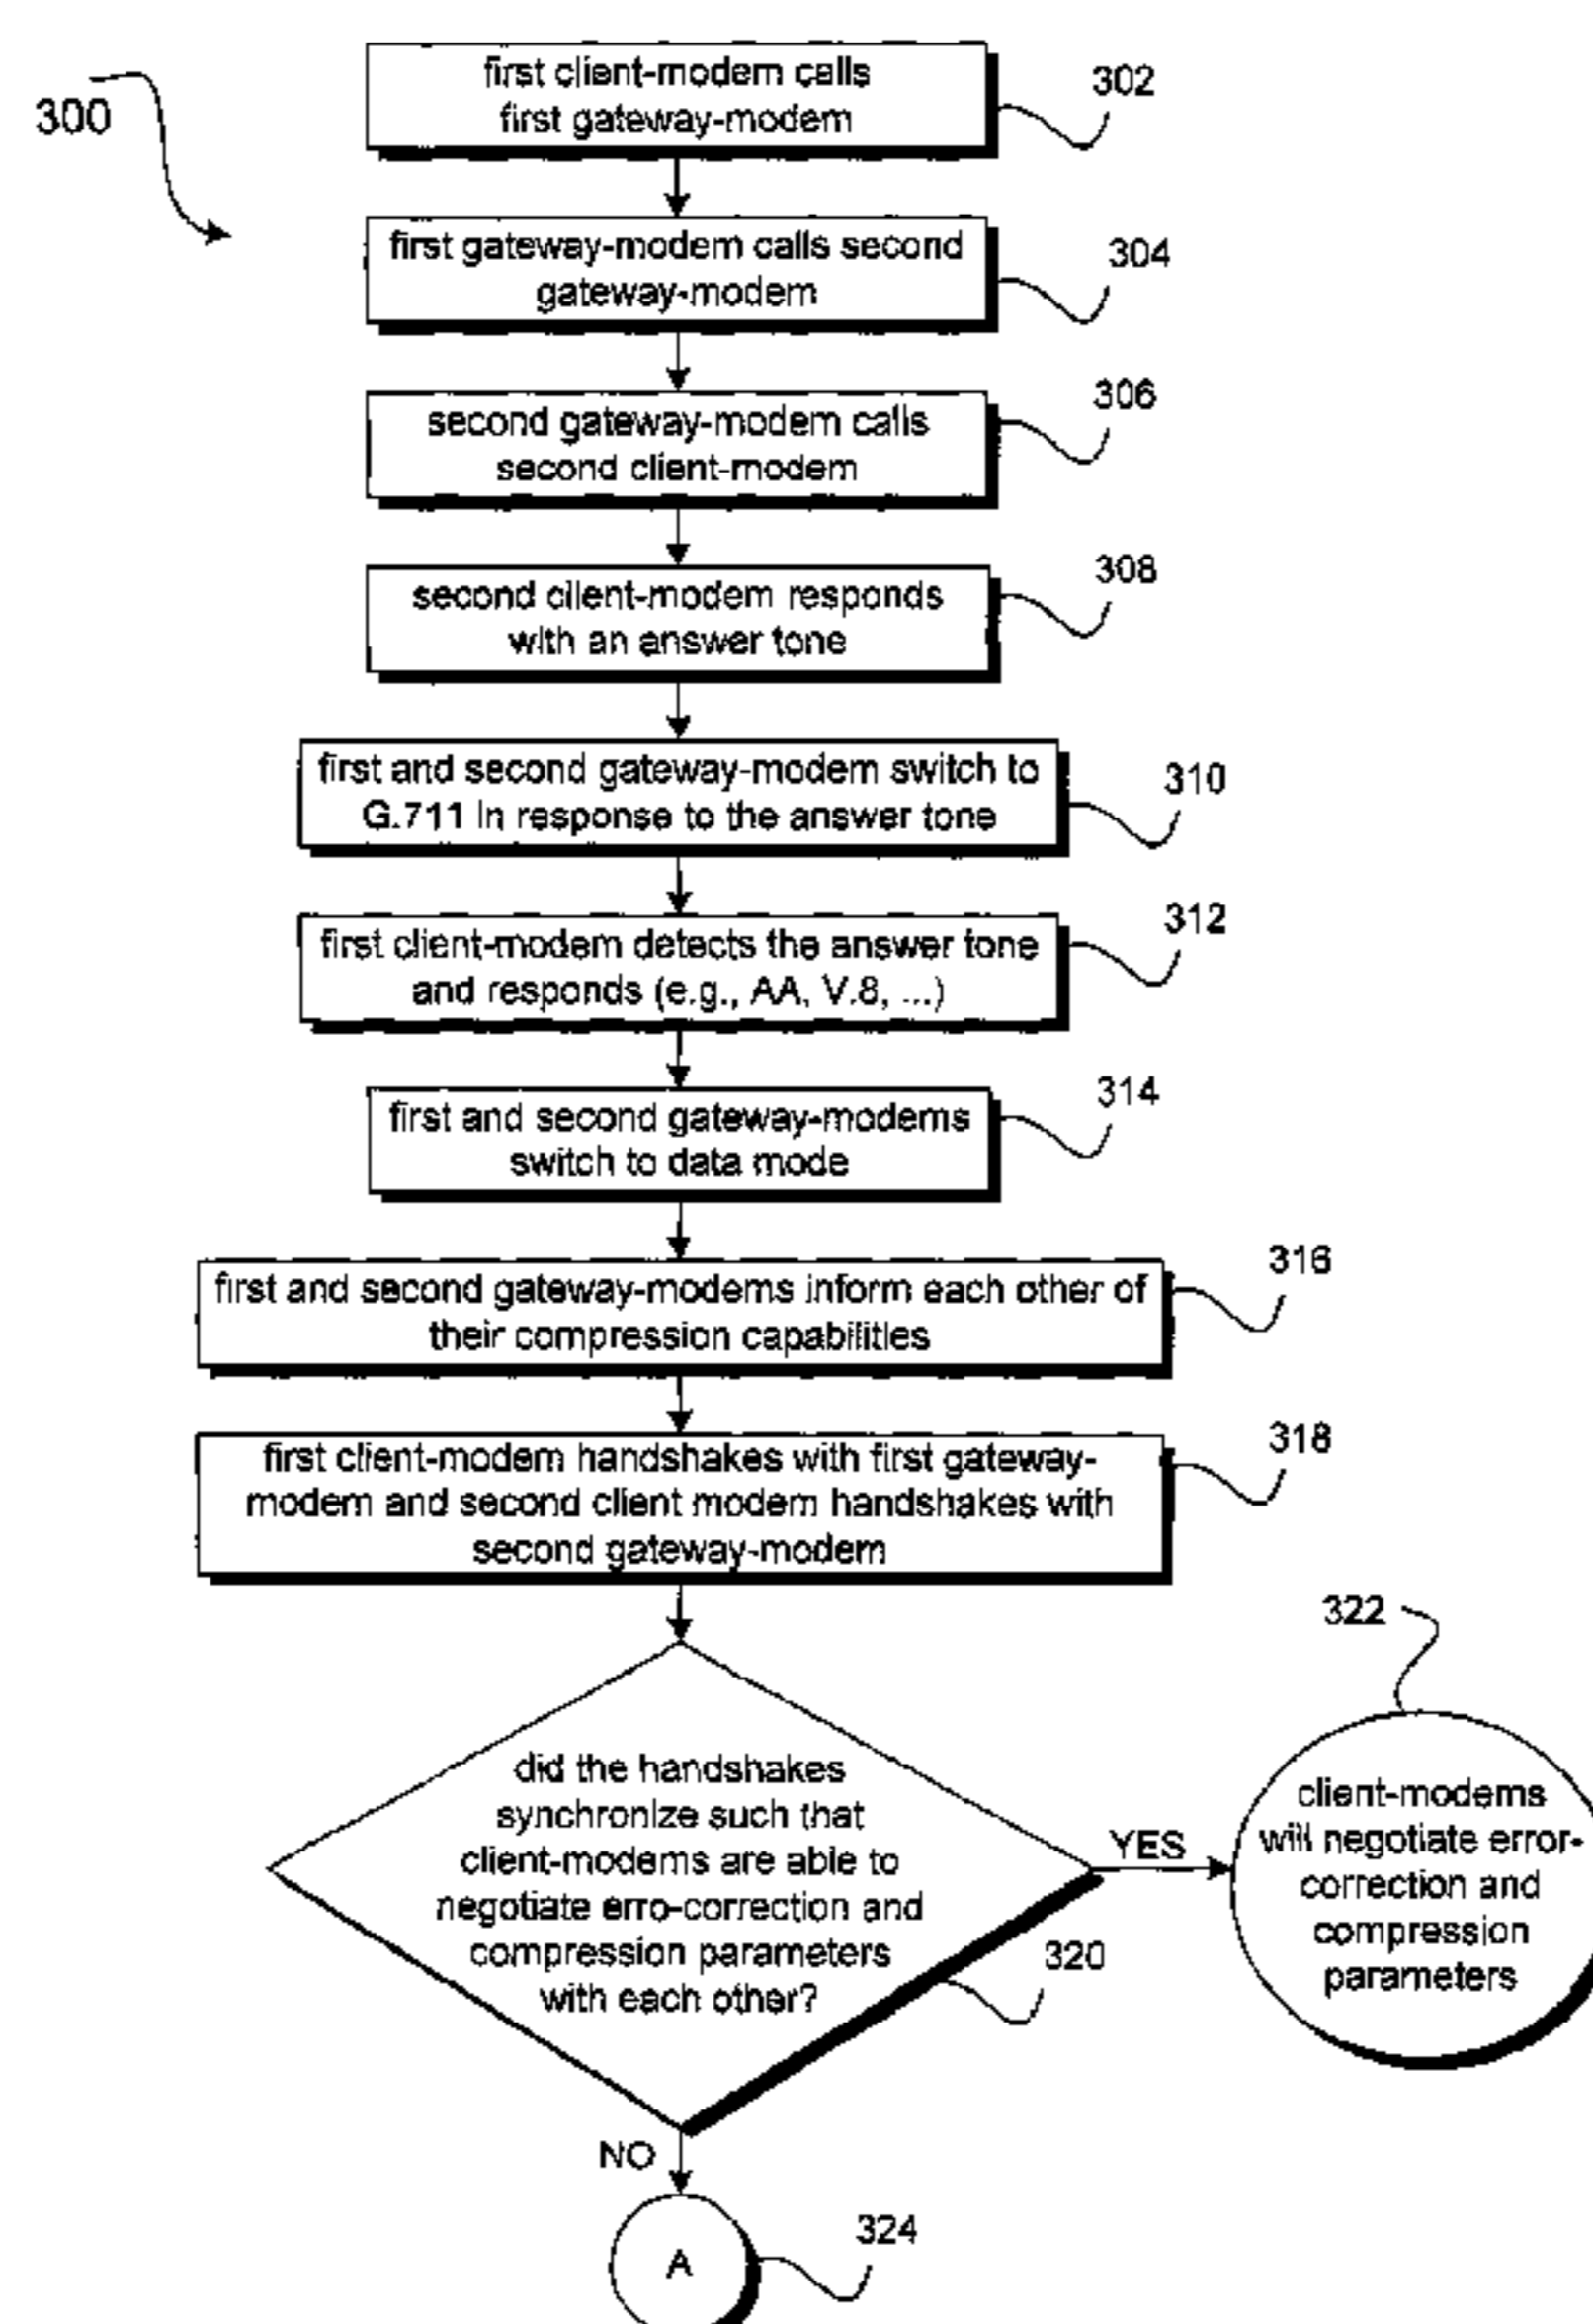 300
first client-modem calls
first gateway-modem
302
first gateway-modem calls second
gateway-modem
304
second gateway-modem calls
second client-modem
306
second client-modem responds
with an answer tone
308
first and second gateway-modem switch to
G.711 In response to the answer tone
310
first client-modem detects the answer tone
and responds (e.g., AA, V.8, ...)
312
first and second gateway-modems
switch to data mode
314
first and second gateway-modems inform each other of
their compression capabilities
316
first client-modem handshakes with first gateway-
modem and second client modem handshakes with
second gateway-modem
318
did the handshakes
synchronize such that
client-modems are able to
negotiate erro-correction and
compression parameters
with each other?
320
YES
322
client-modems
will negotiate error-
correction and
compression
parameters
NO
A
324